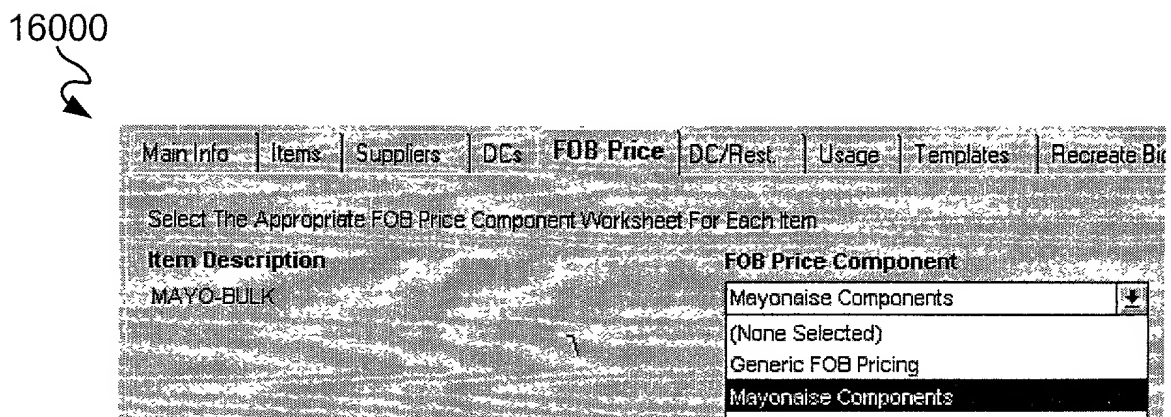 16000
Main Info Items Suppliers DCs FOB Price DC/Rest. Usage Templates Recreate Bid
Select The Appropriate FOB Price Component Worksheet For Each Item
Item Description FOB Price Component
MAYO-BULK Mayonaise Components
(None Selected)
Generic FOB Pricing
Mayonaise Components